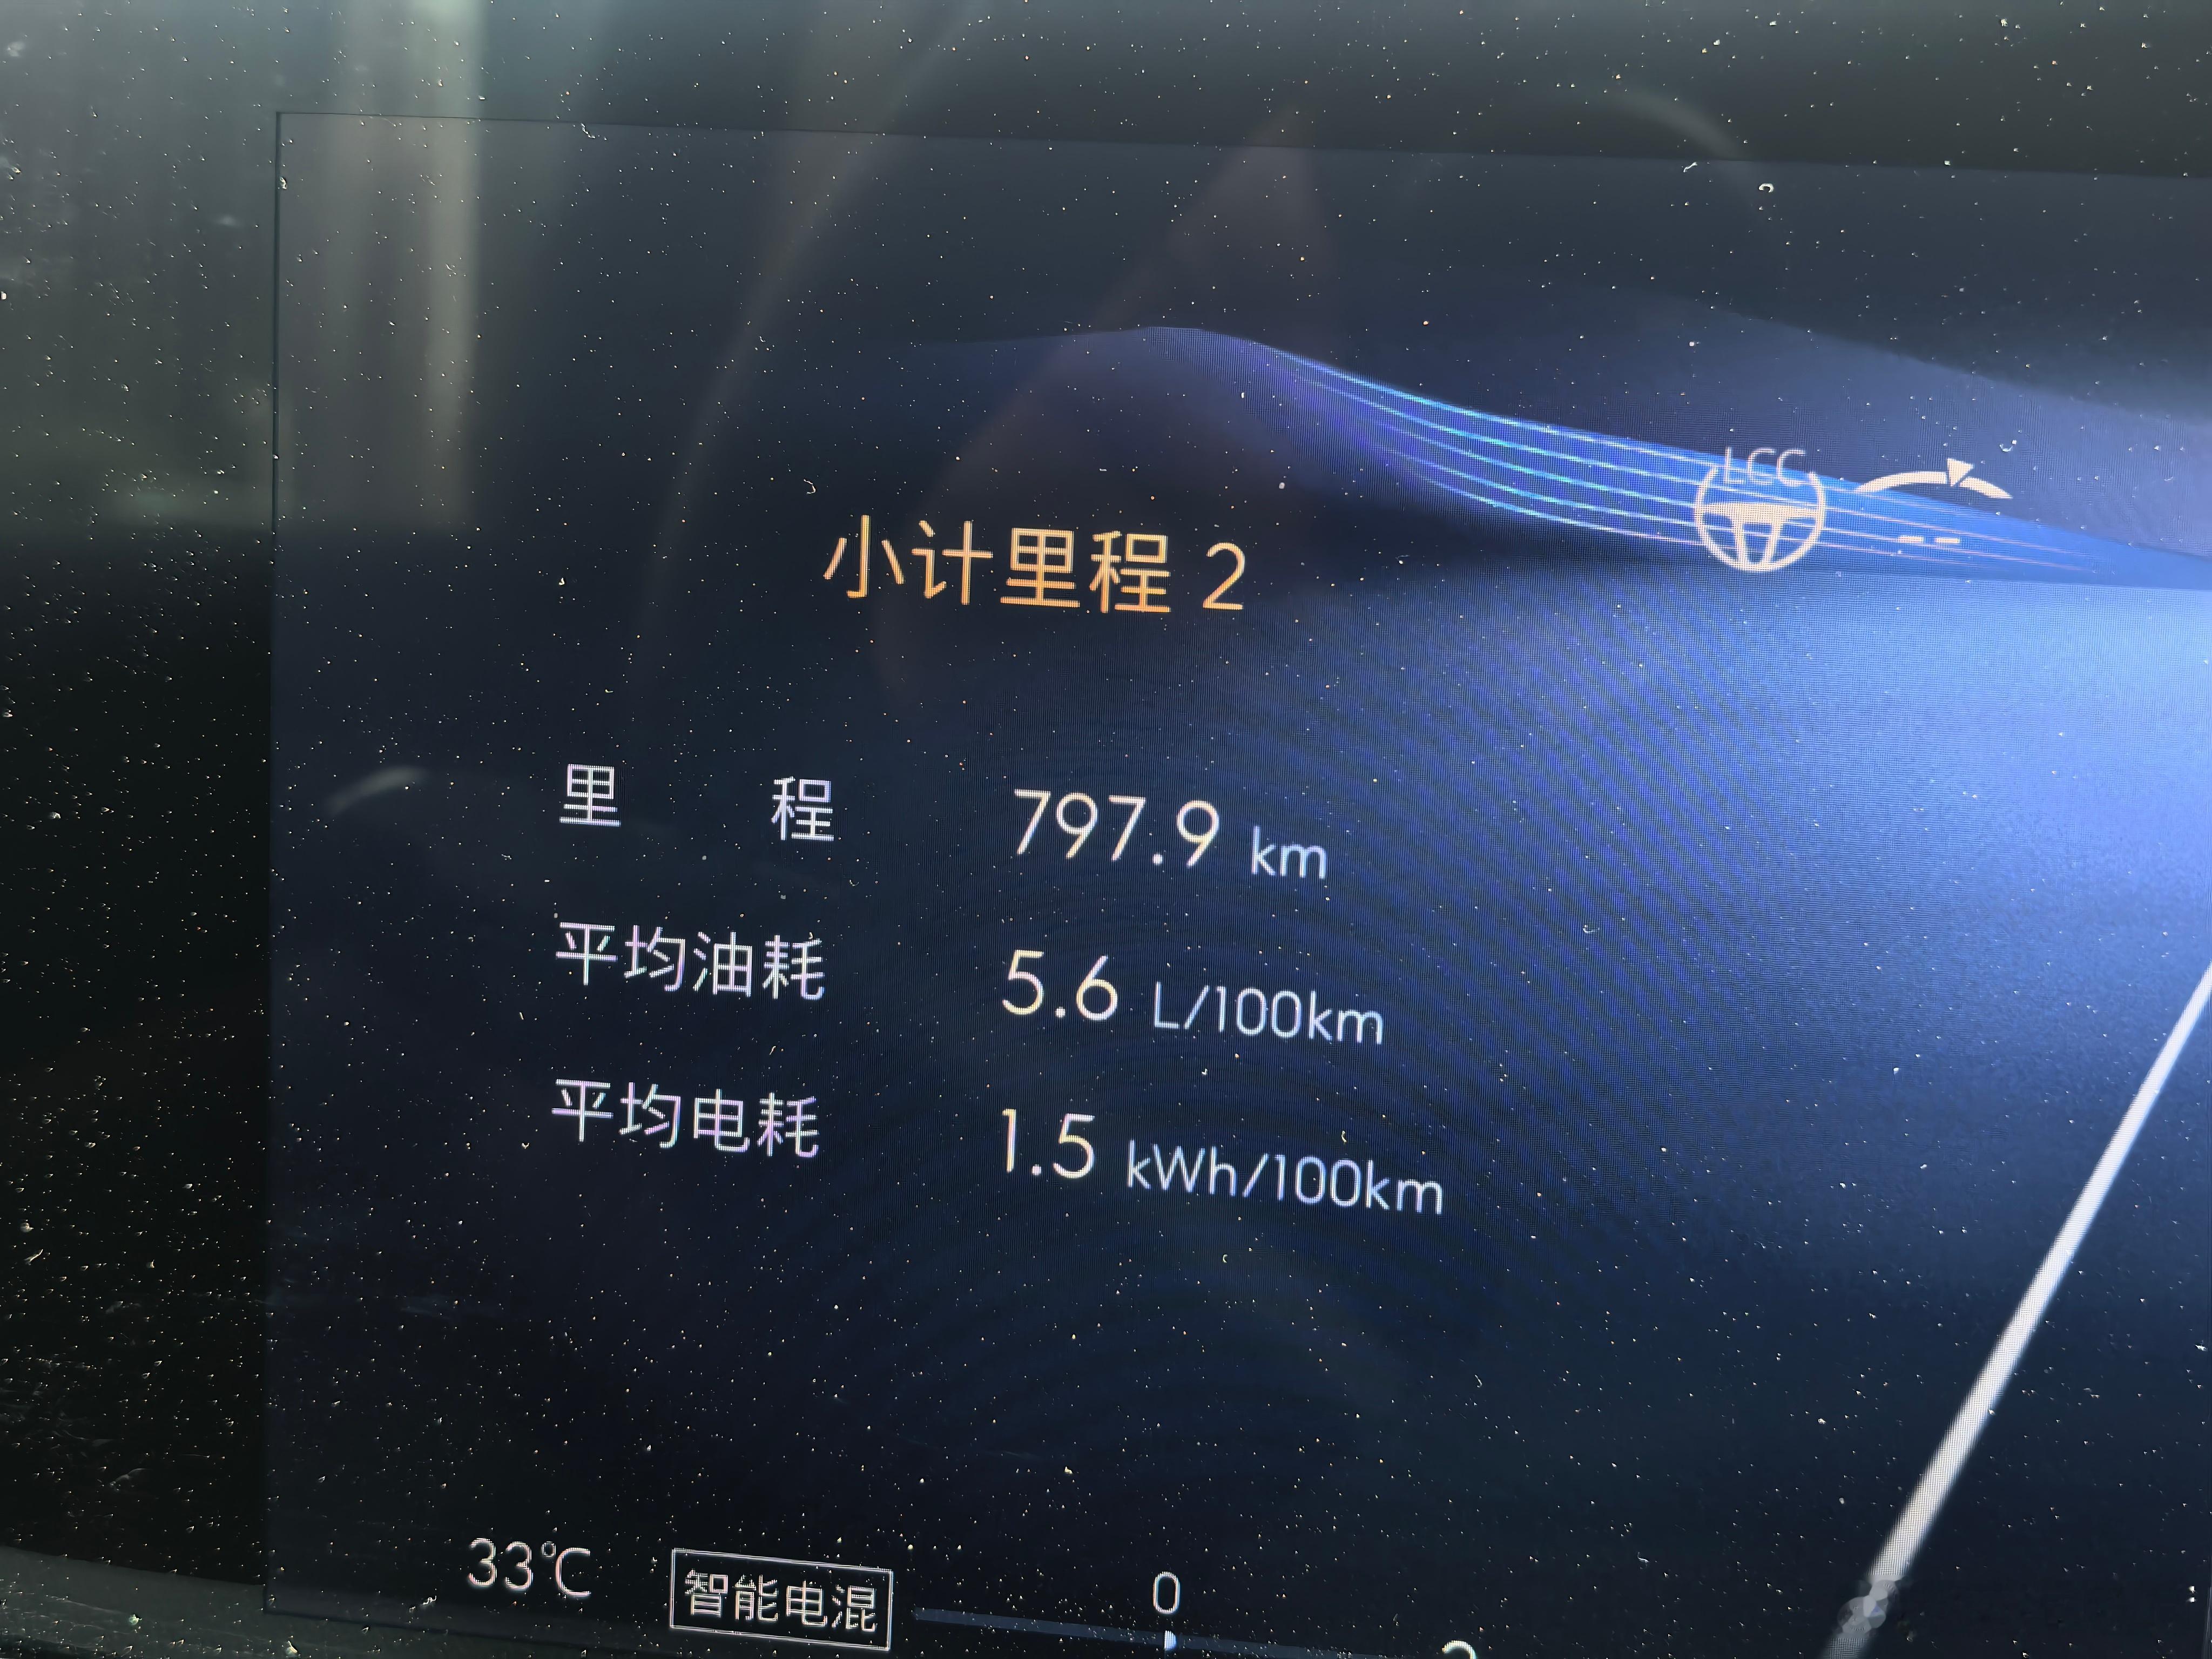 LCC
--
小计里程 2
里程 797.9 km
平均油耗 5.6 L/100km
平均电耗 1.5 kWh/100km
33℃ 智能电混 0